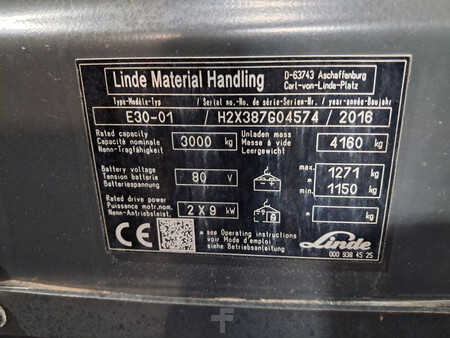 Linde Material Handling
D-63743 Aschaffenburg
Carl-von-Linde-Platz
Type-Modèle-Typ / Serial no.-No. de série-Serien-Nr. / year-année-Baujahr
E30-01 / H2X387G04574 / 2016
Rated capacity
Capacité nominale
Nenn-Tragfähigkeit
3000 kg
Unladen mass
Masse à vide
Leergewicht
4160 kg
Battery voltage
Tension batterie
Batteriespannung
80 V
max. 1271 kg
min. 1150 kg
Rated drive power
Puissance motr.nom.
Nenn-Antriebsleist.
2 X 9 kW
* kg
CE
* see Operating instructions
voir Mode d'emploi
siehe Betriebsanleitung
Linde
000 938 45 25